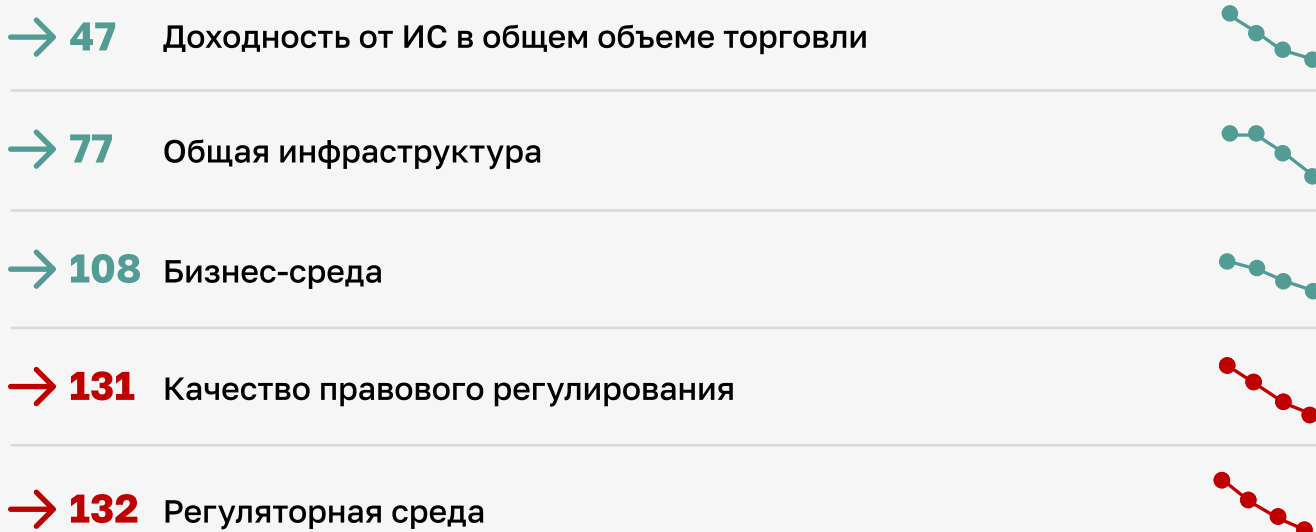 47 Доходность от ИС в общем объеме торговли
77 Общая инфраструктура
108 Бизнес-среда
131 Качество правового регулирования
132 Регуляторная среда